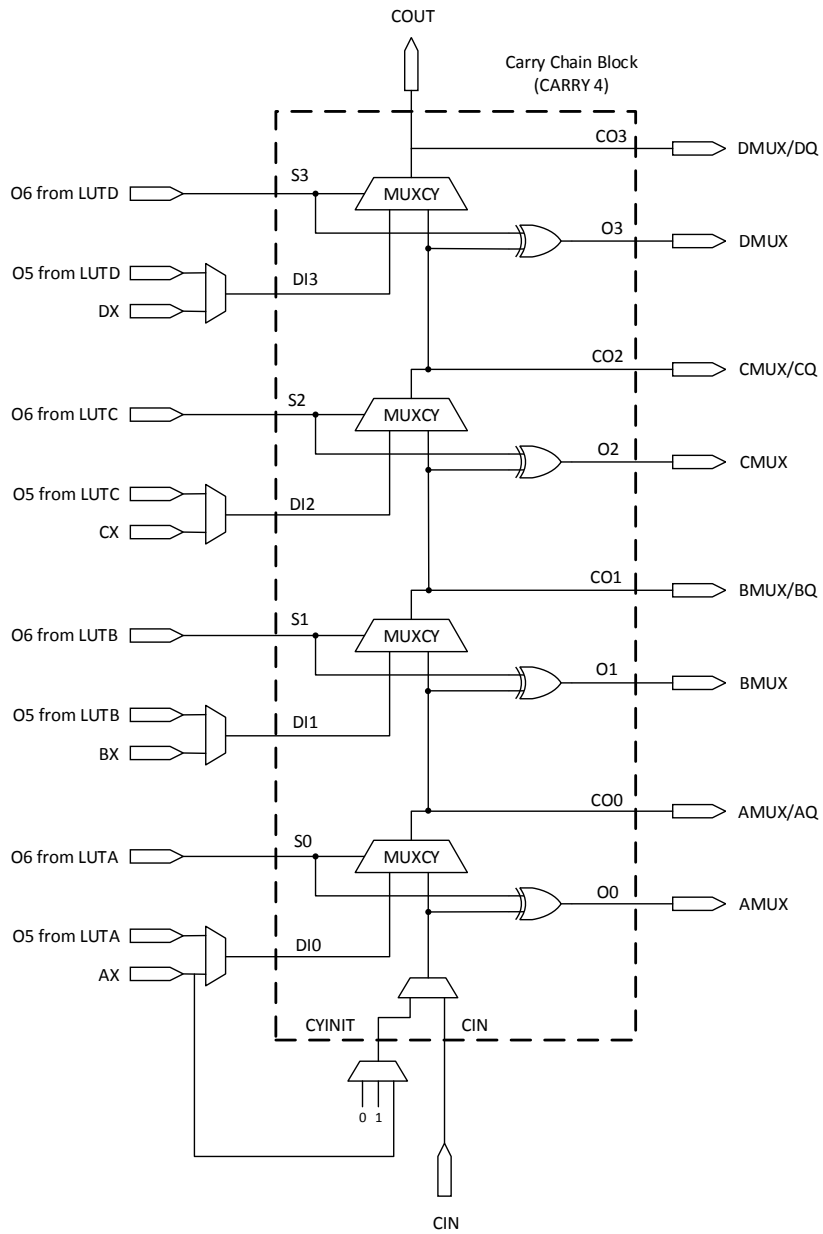 COUT
Carry Chain Block
(CARRY 4)
CO3
DMUX/DQ
S3
O6 from LUTD
MUXCY
O3
DMUX
O5 from LUTD
DI3
DX
CO2
CMUX/CQ
S2
O6 from LUTC
MUXCY
O2
CMUX
O5 from LUTC
DI2
CX
CO1
BMUX/BQ
S1
O6 from LUTB
MUXCY
O1
BMUX
O5 from LUTB
DI1
BX
CO0
AMUX/AQ
S0
O6 from LUTA
MUXCY
O0
AMUX
O5 from LUTA
DI0
AX
CYINIT
CIN
0 1
CIN